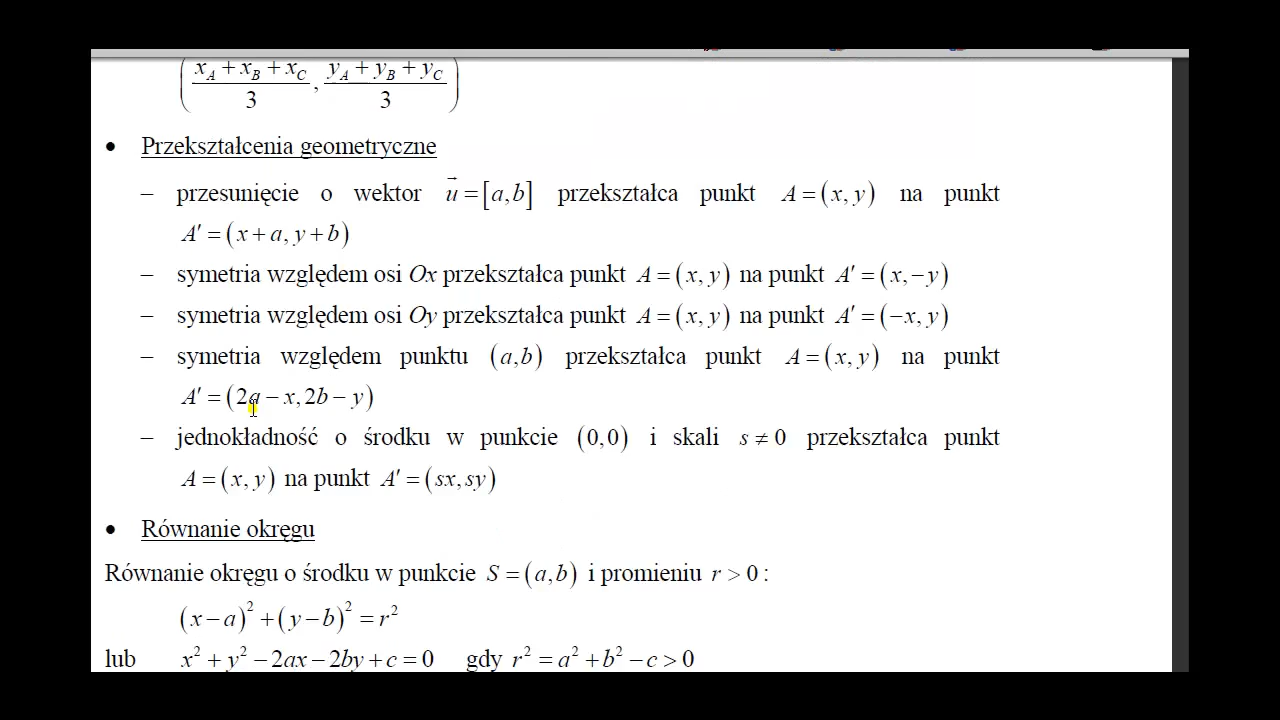 (x_A + x_B + x_C / 3 , y_A + y_B + y_C / 3)
• Przekształcenia geometryczne
– przesunięcie o wektor u⃗ = [a,b] przekształca punkt A = (x, y) na punkt
A′ = (x + a, y + b)
– symetria względem osi Ox przekształca punkt A = (x, y) na punkt A′ = (x, −y)
– symetria względem osi Oy przekształca punkt A = (x, y) na punkt A′ = (−x, y)
– symetria względem punktu (a,b) przekształca punkt A = (x, y) na punkt
A′ = (2a − x, 2b − y)
– jednokładność o środku w punkcie (0,0) i skali s ≠ 0 przekształca punkt
A = (x, y) na punkt A′ = (sx, sy)
• Równanie okręgu
Równanie okręgu o środku w punkcie S = (a,b) i promieniu r > 0 :
(x − a)² + (y − b)² = r²
lub x² + y² − 2ax − 2by + c = 0 gdy r² = a² + b² − c > 0